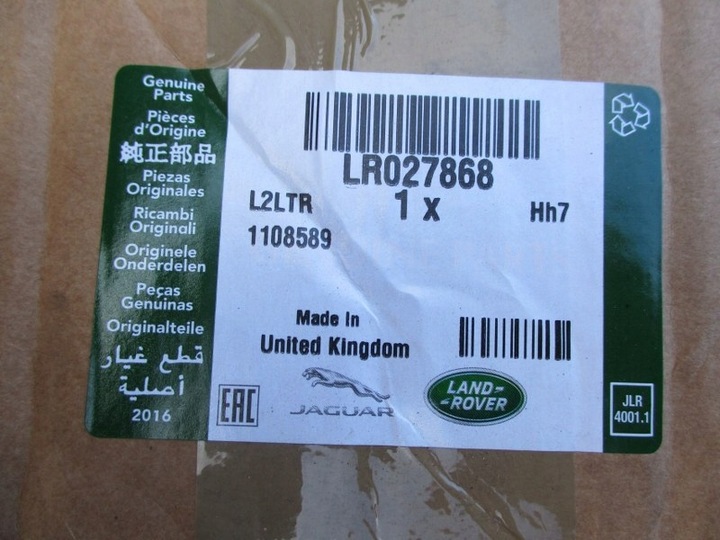 Genuine
Parts
Pièces
d'Origine
純正部品
Piezas
Originales
Ricambi
Originali
Originele
Onderdelen
Peças
Genuinas
Originalteile
قطع غيار
أصلية
2016
LR027868
L2LTR
1 x
Hh7
1108589
Made In
United Kingdom
EAC
JAGUAR
LAND-
-ROVER
JLR
4001.1